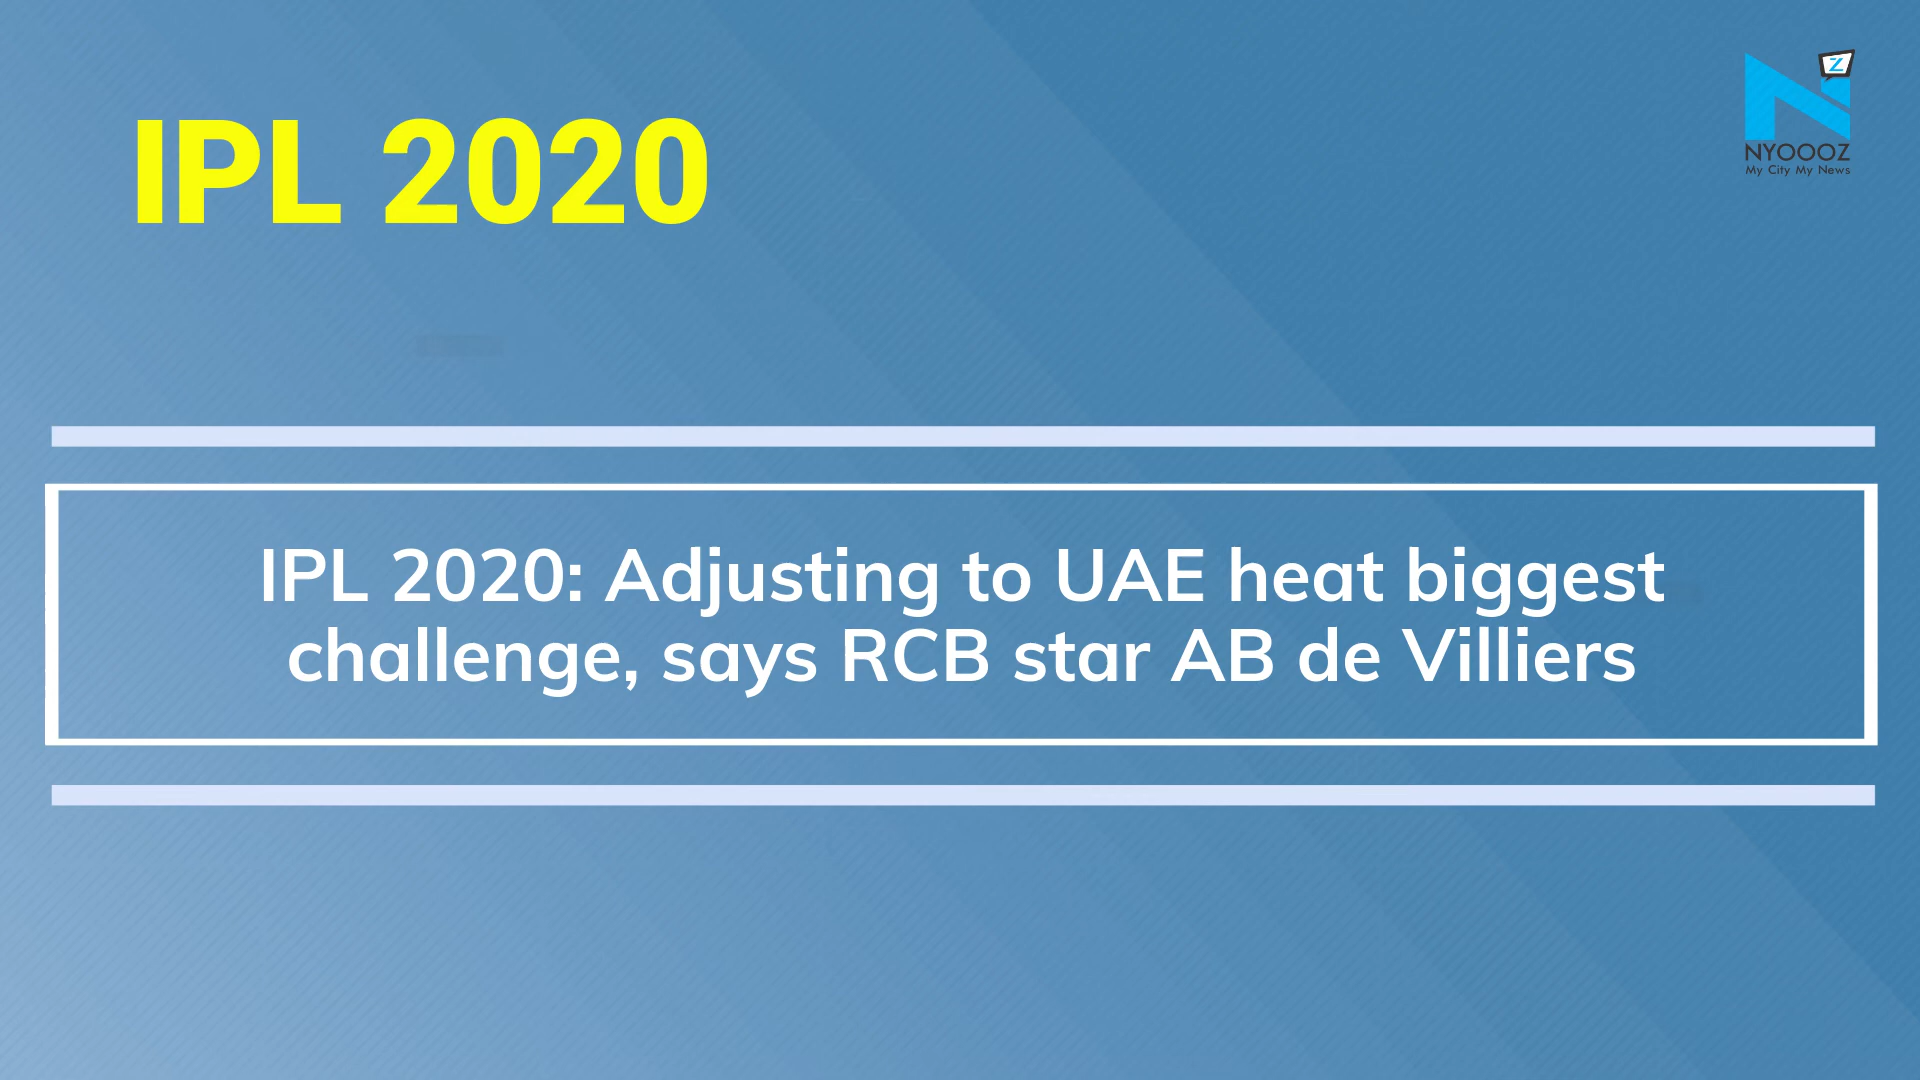 IPL 2020
Z
NYOOOZ
My City My News
IPL 2020: Adjusting to UAE heat biggest
challenge, says RCB star AB de Villiers